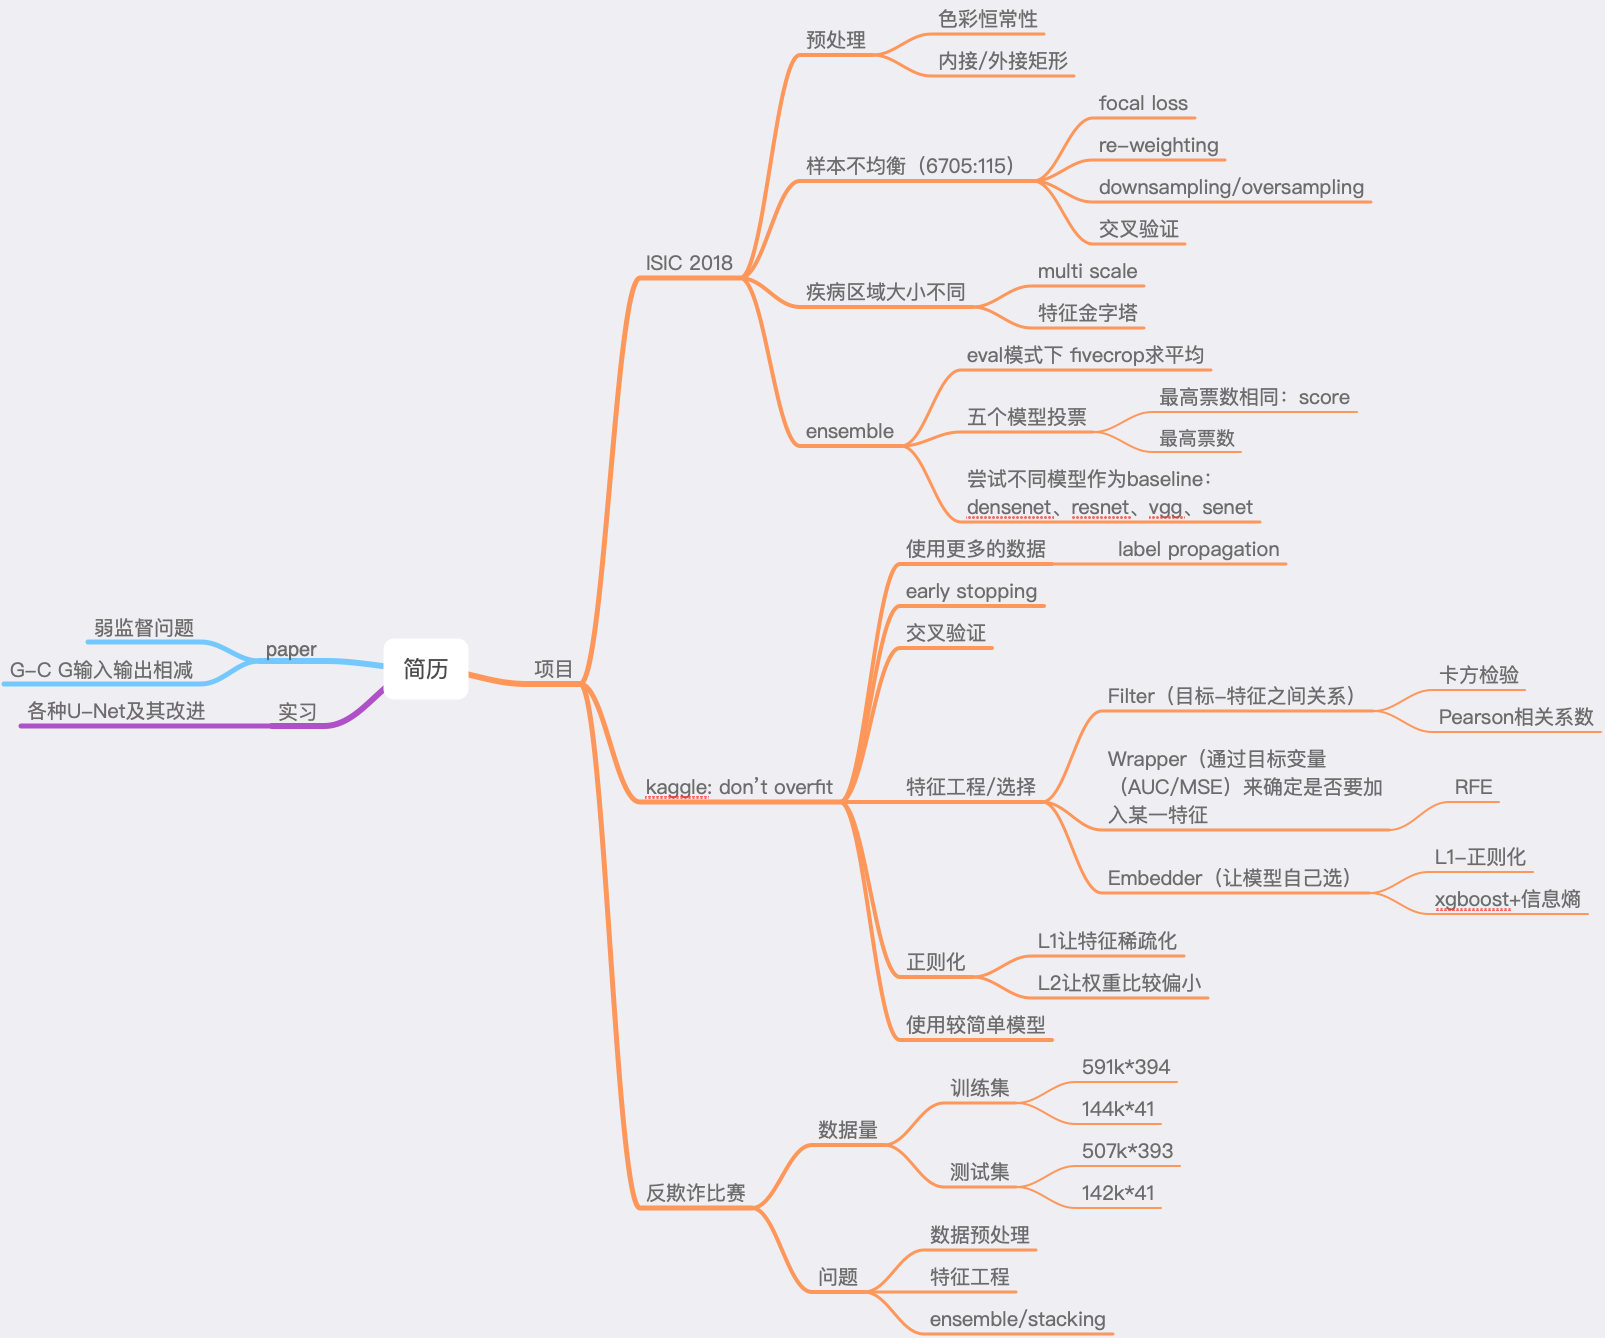 简历
paper
弱监督问题
G-C G输入输出相减
实习
各种U-Net及其改进
项目
ISIC 2018
预处理
色彩恒常性
内接/外接矩形
样本不均衡（6705:115）
focal loss
re-weighting
downsampling/oversampling
交叉验证
疾病区域大小不同
multi scale
特征金字塔
ensemble
eval模式下 fivecrop求平均
五个模型投票
最高票数相同：score
最高票数
尝试不同模型作为baseline：
densenet、resnet、vgg、senet
kaggle: don't overfit
使用更多的数据
label propagation
early stopping
交叉验证
特征工程/选择
Filter（目标-特征之间关系）
卡方检验
Pearson相关系数
Wrapper（通过目标变量
（AUC/MSE）来确定是否要加
入某一特征
RFE
Embedder（让模型自己选）
L1-正则化
xgboost+信息熵
正则化
L1让特征稀疏化
L2让权重比较偏小
使用较简单模型
反欺诈比赛
数据量
训练集
591k*394
144k*41
测试集
507k*393
142k*41
问题
数据预处理
特征工程
ensemble/stacking